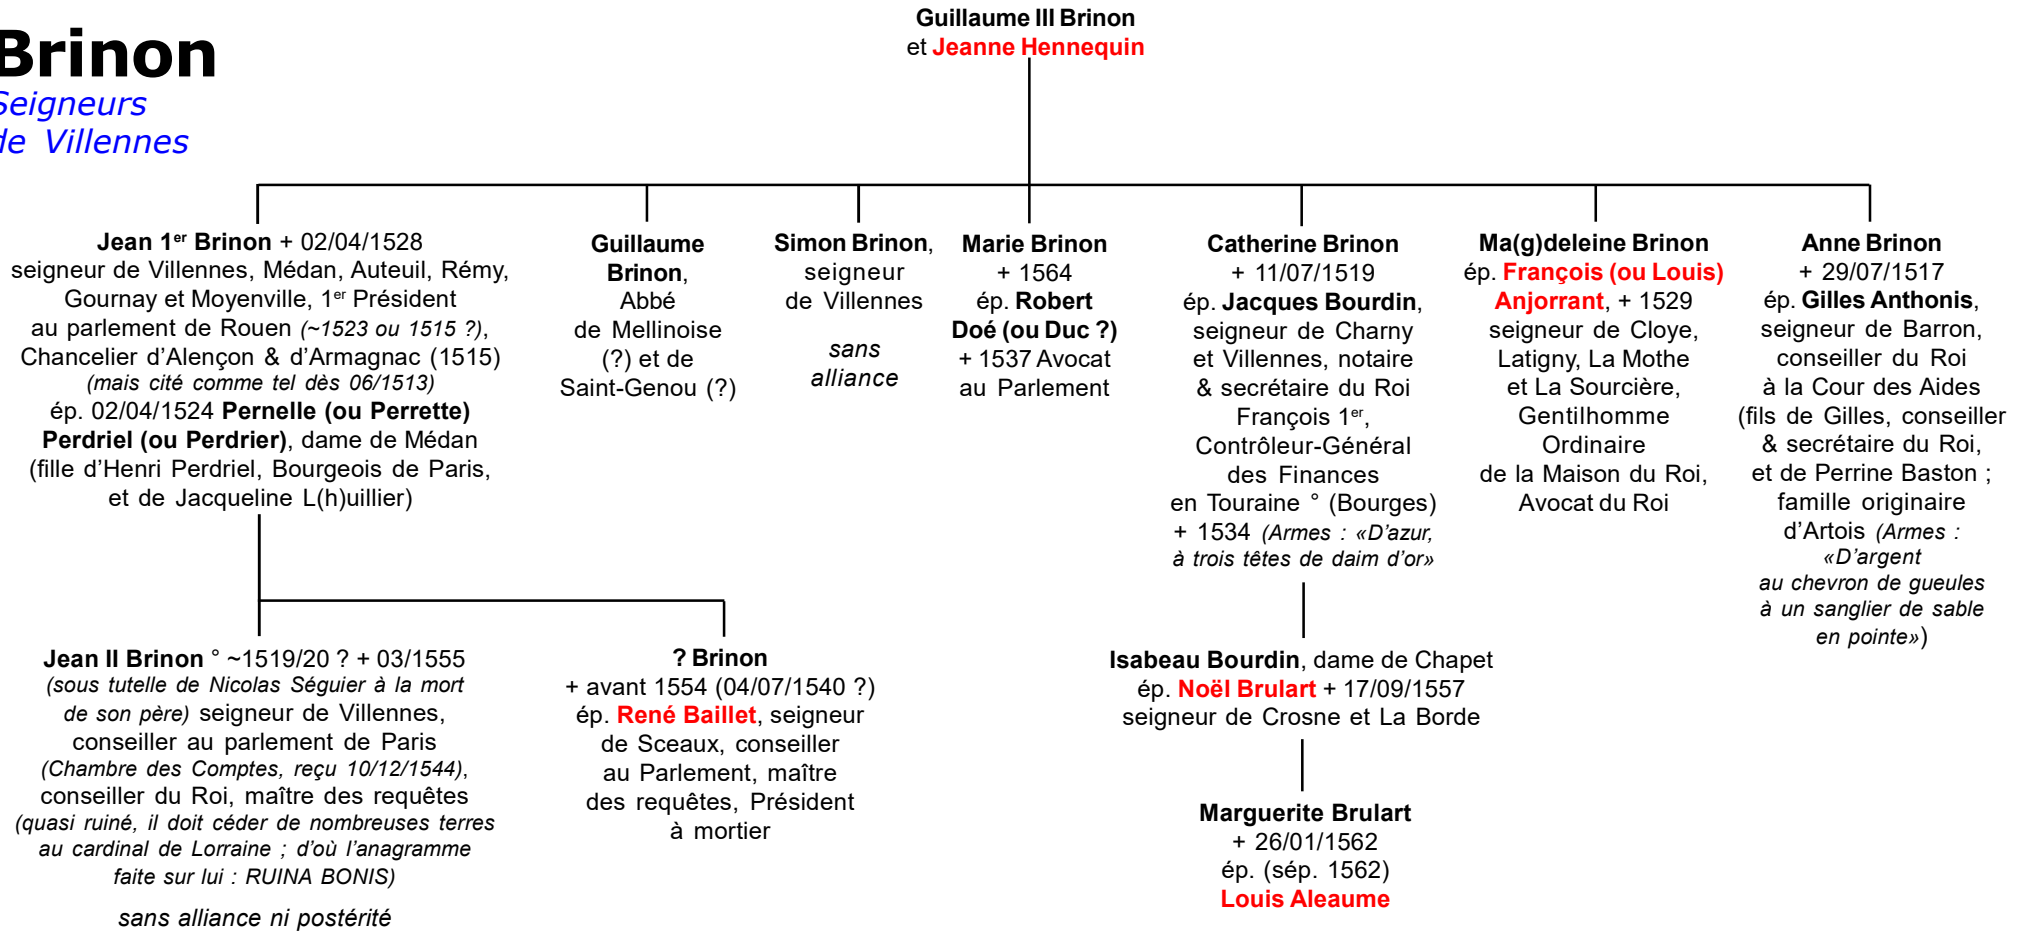 Brinon
Seigneurs
de Villennes
Guillaume III Brinon
et Jeanne Hennequin
Jean 1er Brinon + 02/04/1528
seigneur de Villennes, Médan, Auteuil, Rémy,
Gournay et Moyenville, 1er Président
au parlement de Rouen (~1523 ou 1515 ?),
Chancelier d’Alençon & d’Armagnac (1515)
(mais cité comme tel dès 06/1513)
ép. 02/04/1524 Pernelle (ou Perrette)
Perdriel (ou Perdrier), dame de Médan
(fille d’Henri Perdriel, Bourgeois de Paris,
et de Jacqueline L(h)uillier)
Guillaume
Brinon,
Abbé
de Mellinoise
(?) et de
Saint-Genou (?)
Simon Brinon,
seigneur
de Villennes
sans
alliance
Marie Brinon
+ 1564
ép. Robert
Doé (ou Duc ?)
+ 1537 Avocat
au Parlement
Catherine Brinon
+ 11/07/1519
ép. Jacques Bourdin,
seigneur de Charny
et Villennes, notaire
& secrétaire du Roi
François 1er,
Contrôleur-Général
des Finances
en Touraine ° (Bourges)
+ 1534 (Armes : «D’azur,
à trois têtes de daim d’or»
Ma(g)deleine Brinon
ép. François (ou Louis)
Anjorrant, + 1529
seigneur de Cloye,
Latigny, La Mothe
et La Sourcière,
Gentilhomme
Ordinaire
de la Maison du Roi,
Avocat du Roi
Anne Brinon
+ 29/07/1517
ép. Gilles Anthonis,
seigneur de Barron,
conseiller du Roi
à la Cour des Aides
(fils de Gilles, conseiller
& secrétaire du Roi,
et de Perrine Baston ;
famille originaire
d’Artois (Armes :
«D’argent
au chevron de gueules
à un sanglier de sable
en pointe»)
Jean II Brinon ° ~1519/20 ? + 03/1555
(sous tutelle de Nicolas Séguier à la mort
de son père) seigneur de Villennes,
conseiller au parlement de Paris
(Chambre des Comptes, reçu 10/12/1544),
conseiller du Roi, maître des requêtes
(quasi ruiné, il doit céder de nombreuses terres
au cardinal de Lorraine ; d’où l’anagramme
faite sur lui : RUINA BONIS)
sans alliance ni postérité
? Brinon
+ avant 1554 (04/07/1540 ?)
ép. René Baillet, seigneur
de Sceaux, conseiller
au Parlement, maître
des requêtes, Président
à mortier
Isabeau Bourdin, dame de Chapet
ép. Noël Brulart + 17/09/1557
seigneur de Crosne et La Borde
Marguerite Brulart
+ 26/01/1562
ép. (sép. 1562)
Louis Aleaume